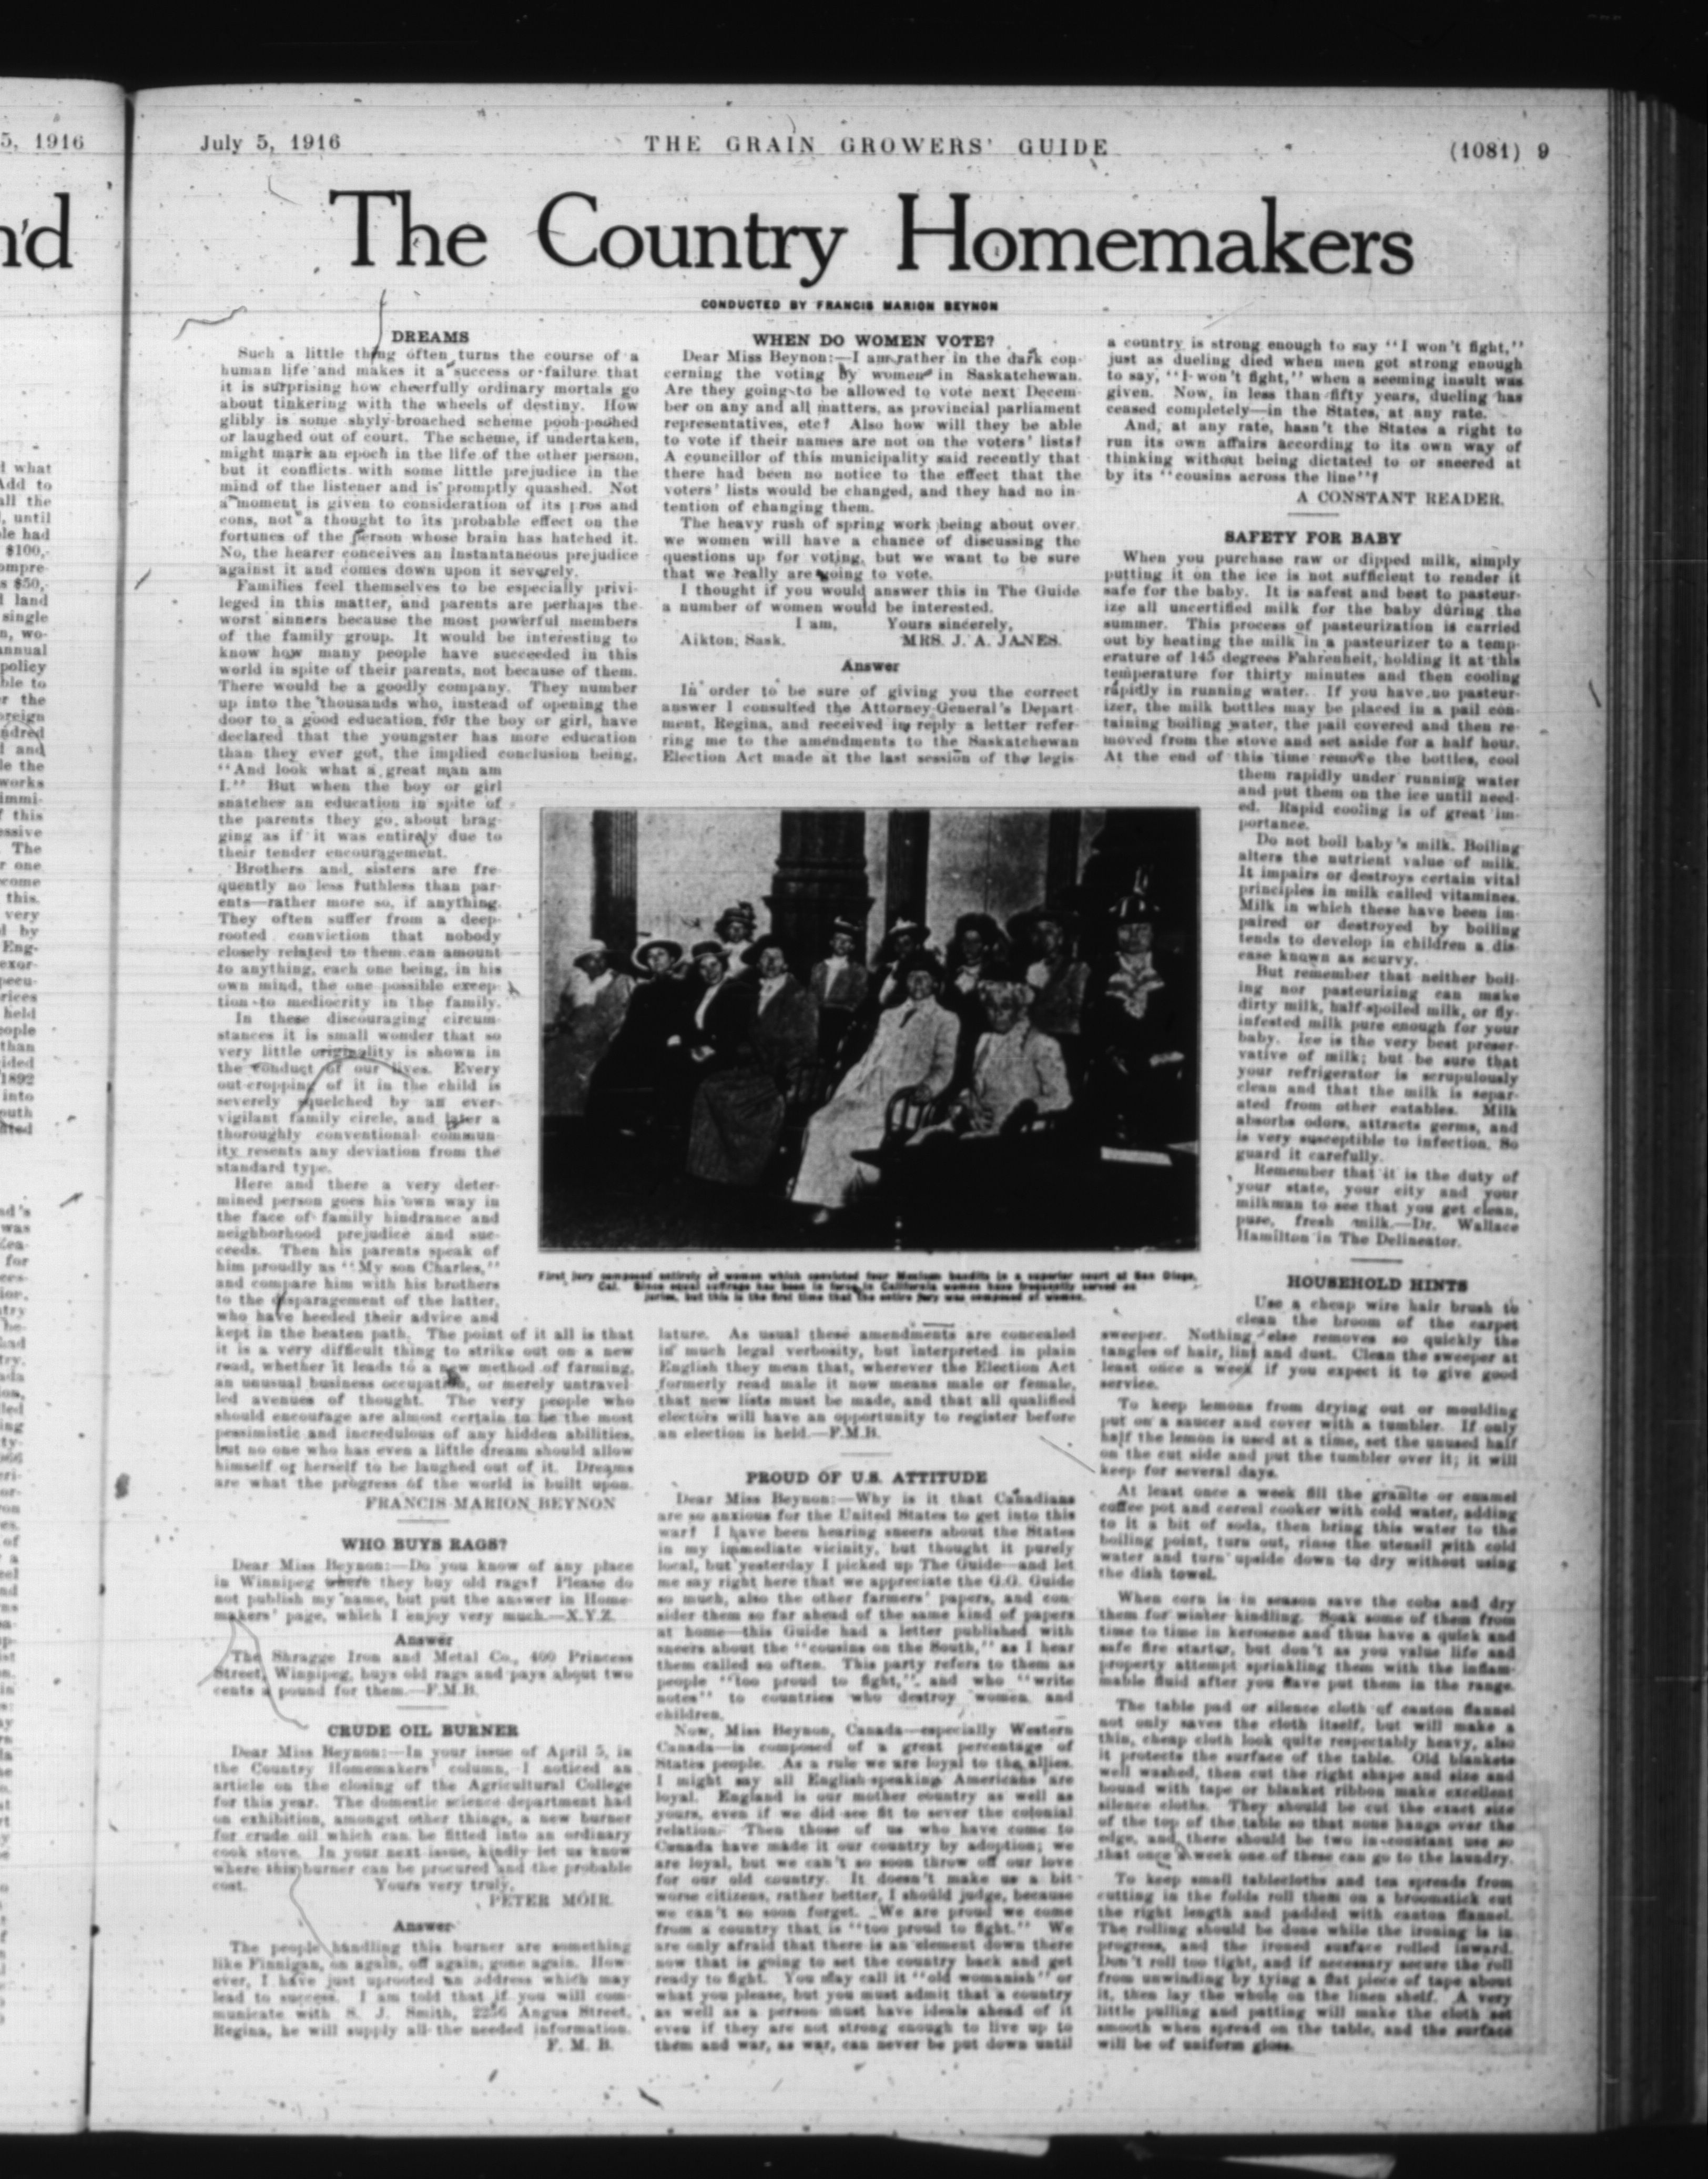 July 5, 1916
THE GRAIN GROWERS' GUIDE
(1081) 9
The Country Homemakers
CONDUCTED BY FRANCIS MARION BEYNON
DREAMS
Such a little thing often turns the course of a
human life and makes it a success or failure that
it is surprising how cheerfully ordinary mortals go
about tinkering with the wheels of destiny. How
glibly is some shyly-broached scheme pooh-poohed
or laughed out of court. The scheme, if undertaken,
might mark an epoch in the life of the other person,
but it conflicts with some little prejudice in the
mind of the listener and is promptly quashed. Not
a moment is given to consideration of its pros and
cons, not a thought to its probable effect on the
fortunes of the person whose brain has hatched it.
No, the hearer conceives an instantaneous prejudice
against it and comes down upon it severely.
Families feel themselves to be especially privi-
leged in this matter, and parents are perhaps the
worst sinners because the most powerful members
of the family group. It would be interesting to
know how many people have succeeded in this
world in spite of their parents, not because of them.
There would be a goodly company. They number
up into the thousands who, instead of opening the
door to a good education for the boy or girl, have
declared that the youngster has more education
than they ever got, the implied conclusion being,
"And look what a great man am
I." But when the boy or girl
snatches an education in spite of
the parents they go about brag-
ging as if it was entirely due to
their tender encouragement.
Brothers and sisters are fre-
quently no less ruthless than par-
ents—rather more so, if anything.
They often suffer from a deep-
rooted conviction that nobody
closely related to them can amount
to anything, each one being, in his
own mind, the one possible excep-
tion to mediocrity in the family.
In these discouraging circum-
stances it is small wonder that so
very little originality is shown in
the conduct of our lives. Every
out-cropping of it in the child is
severely squelched by an ever-
vigilant family circle, and later a
thoroughly conventional commun-
ity resents any deviation from the
standard type.
Here and there a very deter-
mined person goes his own way in
the face of family hindrance and
neighborhood prejudice and suc-
ceeds. Then his parents speak of
him proudly as "My son Charles,"
and compare him with his brothers
to the disparagement of the latter,
who have heeded their advice and
kept in the beaten path. The point of it all is that
it is a very difficult thing to strike out on a new
road, whether it leads to a new method of farming,
an unusual business occupation, or merely untravel-
led avenues of thought. The very people who
should encourage are almost certain to be the most
pessimistic and incredulous of any hidden abilities,
but no one who has even a little dream should allow
himself or herself to be laughed out of it. Dreams
are what the progress of the world is built upon.
FRANCIS MARION BEYNON
WHO BUYS RAGS?
Dear Miss Beynon:—Do you know of any place
in Winnipeg where they buy old rags? Please do
not publish my name, but put the answer in Home-
makers' page, which I enjoy very much.—X.Y.Z.
Answer
The Shragge Iron and Metal Co., 400 Princess
Street, Winnipeg, buys old rags and pays about two
cents a pound for them.—F.M.B.
CRUDE OIL BURNER
Dear Miss Beynon:—In your issue of April 5, in
the Country Homemakers' column, I noticed an
article on the closing of the Agricultural College
for this year. The domestic science department had
on exhibition, amongst other things, a new burner
for crude oil which can be fitted into an ordinary
cook stove. In your next issue, kindly let us know
where this burner can be procured and the probable
cost. Yours very truly,
PETER MOIR.
Answer
The people handling this burner are something
like Finnigan, on again, off again, gone again. How-
ever, I have just uprooted an address which may
lead to success. I am told that if you will com-
municate with S. J. Smith, 2256 Angus Street,
Regina, he will supply all the needed information.
F. M. B.
WHEN DO WOMEN VOTE?
Dear Miss Beynon:—I am rather in the dark con-
cerning the voting by women in Saskatchewan.
Are they going to be allowed to vote next Decem-
ber on any and all matters, as provincial parliament
representatives, etc? Also how will they be able
to vote if their names are not on the voters' lists?
A councillor of this municipality said recently that
there had been no notice to the effect that the
voters' lists would be changed, and they had no in-
tention of changing them.
The heavy rush of spring work being about over
we women will have a chance of discussing the
questions up for voting, but we want to be sure
that we really are going to vote.
I thought if you would answer this in The Guide
a number of women would be interested.
I am, Yours sincerely,
Aikton, Sask. MRS. J. A. JANES.
Answer
In order to be sure of giving you the correct
answer I consulted the Attorney-General's Depart-
ment, Regina, and received in reply a letter refer-
ring me to the amendments to the Saskatchewan
Election Act made at the last session of the legis-
First jury composed entirely of women which convicted four Mexican bandits in a superior court at San Diego,
Cal. Since equal suffrage has been in force in California women have frequently served on
juries, but this is the first time that the entire jury was composed of women.
lature. As usual these amendments are concealed
in much legal verbosity, but interpreted in plain
English they mean that, wherever the Election Act
formerly read male it now means male or female,
that new lists must be made, and that all qualified
electors will have an opportunity to register before
an election is held.—F.M.B.
PROUD OF U.S. ATTITUDE
Dear Miss Beynon:—Why is it that Canadians
are so anxious for the United States to get into this
war? I have been hearing sneers about the States
in my immediate vicinity, but thought it purely
local, but yesterday I picked up The Guide—and let
me say right here that we appreciate the G.G. Guide
so much, also the other farmers' papers, and con-
sider them so far ahead of the same kind of papers
at home—this Guide had a letter published with
sneers about the "cousins on the South," as I hear
them called so often. This party refers to them as
people "too proud to fight," and who "write
notes" to countries who destroy women and
children.
Now, Miss Beynon, Canada—especially Western
Canada—is composed of a great percentage of
States people. As a rule we are loyal to the allies.
I might say all English-speaking Americans are
loyal. England is our mother country as well as
yours, even if we did see fit to sever the colonial
relation. Then those of us who have come to
Canada have made it our country by adoption; we
are loyal, but we can't so soon throw off our love
for our old country. It doesn't make us a bit
worse citizens, rather better, I should judge, because
we can't so soon forget. We are proud we come
from a country that is "too proud to fight." We
are only afraid that there is an element down there
now that is going to set the country back and get
ready to fight. You may call it "old womanish" or
what you please, but you must admit that a country
as well as a person must have ideals ahead of it
even if they are not strong enough to live up to
them and war, as war, can never be put down until
a country is strong enough to say "I won't fight,"
just as dueling died when men got strong enough
to say, "I won't fight," when a seeming insult was
given. Now, in less than fifty years, dueling has
ceased completely—in the States, at any rate.
And, at any rate, hasn't the States a right to
run its own affairs according to its own way of
thinking without being dictated to or sneered at
by its "cousins across the line"?
A CONSTANT READER.
SAFETY FOR BABY
When you purchase raw or dipped milk, simply
putting it on the ice is not sufficient to render it
safe for the baby. It is safest and best to pasteur-
ize all uncertified milk for the baby during the
summer. This process of pasteurization is carried
out by heating the milk in a pasteurizer to a temp-
erature of 145 degrees Fahrenheit, holding it at this
temperature for thirty minutes and then cooling
rapidly in running water. If you have no pasteur-
izer, the milk bottles may be placed in a pail con-
taining boiling water, the pail covered and then re-
moved from the stove and set aside for a half hour.
At the end of this time remove the bottles, cool
them rapidly under running water
and put them on the ice until need-
ed. Rapid cooling is of great im-
portance.
Do not boil baby's milk. Boiling
alters the nutrient value of milk.
It impairs or destroys certain vital
principles in milk called vitamines.
Milk in which these have been im-
paired or destroyed by boiling
tends to develop in children a dis-
ease known as scurvy.
But remember that neither boil-
ing nor pasteurizing can make
dirty milk, half-spoiled milk, or fly-
infested milk pure enough for your
baby. Ice is the very best preser-
vative of milk; but be sure that
your refrigerator is scrupulously
clean and that the milk is separ-
ated from other eatables. Milk
absorbs odors, attracts germs, and
is very susceptible to infection. So
guard it carefully.
Remember that it is the duty of
your state, your city and your
milkman to see that you get clean,
pure, fresh milk.—Dr. Wallace
Hamilton in The Delineator.
HOUSEHOLD HINTS
Use a cheap wire hair brush to
clean the broom of the carpet
sweeper. Nothing else removes so quickly the
tangles of hair, lint and dust. Clean the sweeper at
least once a week if you expect it to give good
service.
To keep lemons from drying out or moulding
put on a saucer and cover with a tumbler. If only
half the lemon is used at a time, set the unused half
on the cut side and put the tumbler over it; it will
keep for several days.
At least once a week fill the granite or enamel
coffee pot and cereal cooker with cold water, adding
to it a bit of soda, then bring this water to the
boiling point, turn out, rinse the utensil with cold
water and turn upside down to dry without using
the dish towel.
When corn is in season save the cobs and dry
them for winter kindling. Soak some of them from
time to time in kerosene and thus have a quick and
safe fire starter, but don't as you value life and
property attempt sprinkling them with the inflam-
mable fluid after you have put them in the range.
The table pad or silence cloth of canton flannel
not only saves the cloth itself, but will make a
thin, cheap cloth look quite respectably heavy, also
it protects the surface of the table. Old blankets
well washed, then cut the right shape and size and
bound with tape or blanket ribbon make excellent
silence cloths. They should be cut the exact size
of the top of the table so that none hangs over the
edge, and there should be two in constant use so
that once a week one of these can go to the laundry.
To keep small tablecloths and tea spreads from
cutting in the folds roll them on a broomstick cut
the right length and padded with canton flannel.
The rolling should be done while the ironing is in
progress, and the ironed surface rolled inward.
Don't roll too tight, and if necessary secure the roll
from unwinding by tying a flat piece of tape about
it, then lay the whole on the linen shelf. A very
little pulling and patting will make the cloth set
smooth when spread on the table, and the surface
will be of uniform gloss.